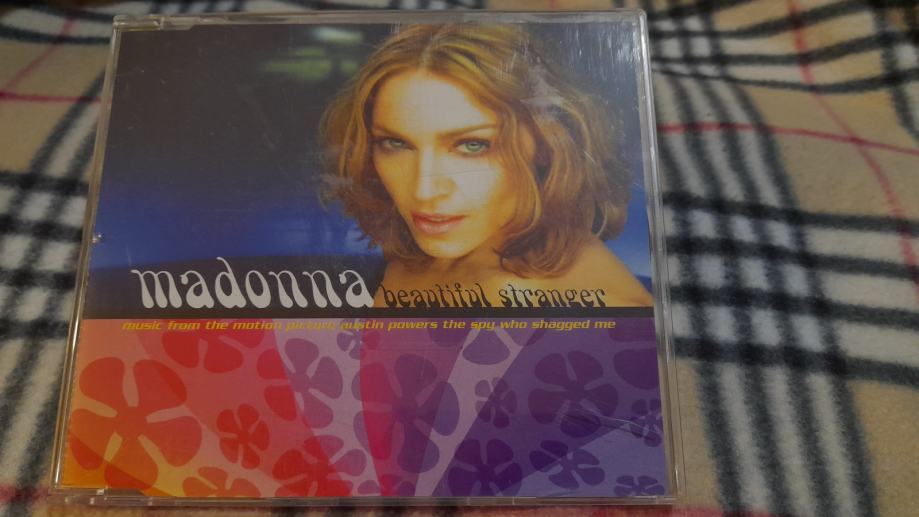 madonna beautiful stranger
music from the motion picture austin powers the spy who shagged me